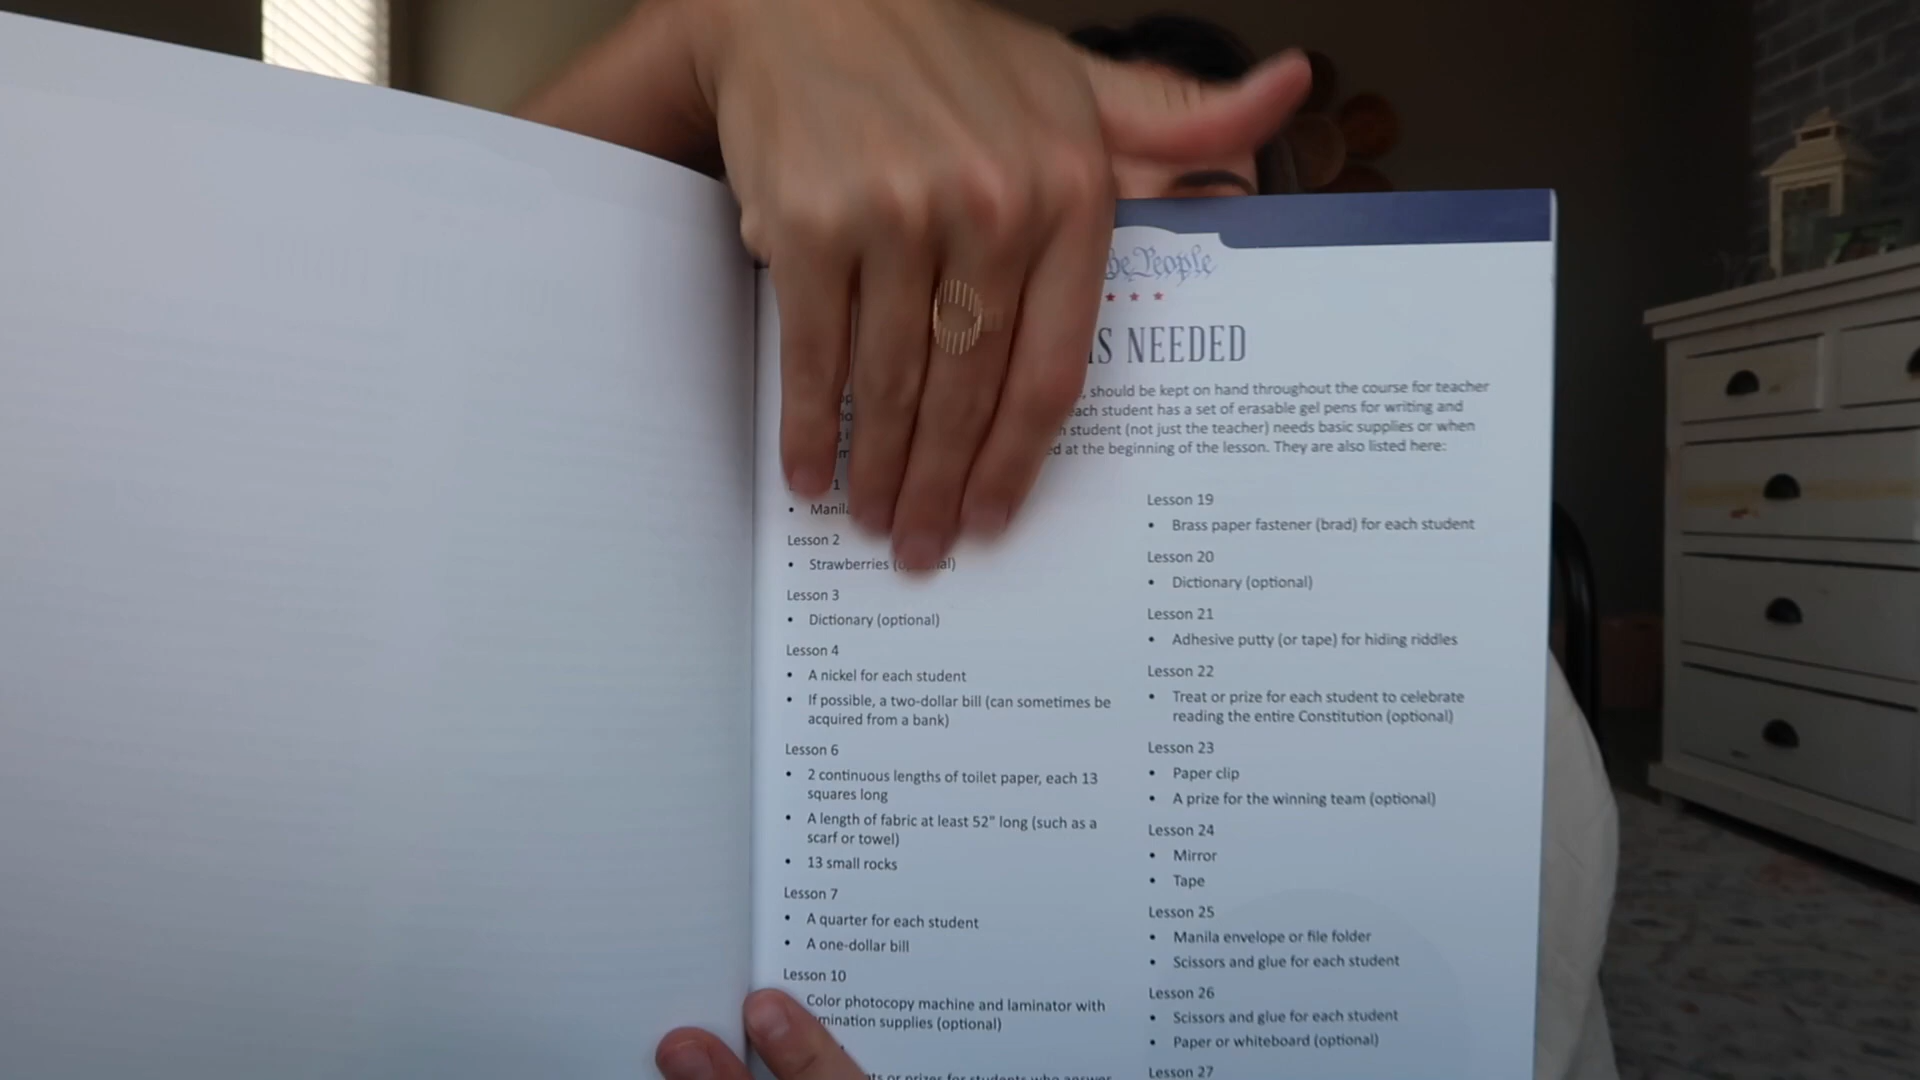 People
NEEDED
should be kept on hand throughout the course for teacher
each student has a set of erasable gel pens for writing and
student (not just the teacher) needs basic supplies or when
at the beginning of the lesson. They are also listed here:
1
• Manila
Lesson 2
• Strawberries
Lesson 3
• Dictionary (optional)
Lesson 4
• A nickel for each student
• If possible, a two-dollar bill (can sometimes be
acquired from a bank)
Lesson 6
• 2 continuous lengths of toilet paper, each 13
squares long
• A length of fabric at least 52" long (such as a
scarf or towel)
• 13 small rocks
Lesson 7
• A quarter for each student
• A one-dollar bill
Lesson 10
Color photocopy machine and laminator with
supplies (optional)
or prizes for students who answer
Lesson 19
• Brass paper fastener (brad) for each student
Lesson 20
• Dictionary (optional)
Lesson 21
• Adhesive putty (or tape) for hiding riddles
Lesson 22
• Treat or prize for each student to celebrate
reading the entire Constitution (optional)
Lesson 23
• Paper clip
• A prize for the winning team (optional)
Lesson 24
• Mirror
• Tape
Lesson 25
• Manila envelope or file folder
• Scissors and glue for each student
Lesson 26
• Scissors and glue for each student
• Paper or whiteboard (optional)
Lesson 27